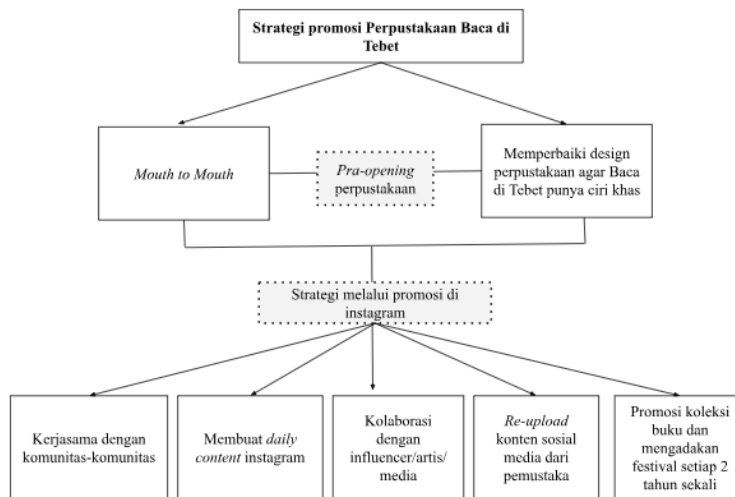 Strategi promosi Perpustakaan Baca di
Tebet
Mouth to Mouth
Pra-opening
perpustakaan
Memperbaiki design
perpustakaan agar Baca
di Tebet punya ciri khas
Strategi melalui promosi di
instagram
Kerjasama dengan
komunitas-komunitas
Membuat daily
content instagram
Kolaborasi
dengan
influencer/artis/
media
Re-upload
konten sosial
media dari
pemustaka
Promosi koleksi
buku dan
mengadakan
festival setiap 2
tahun sekali